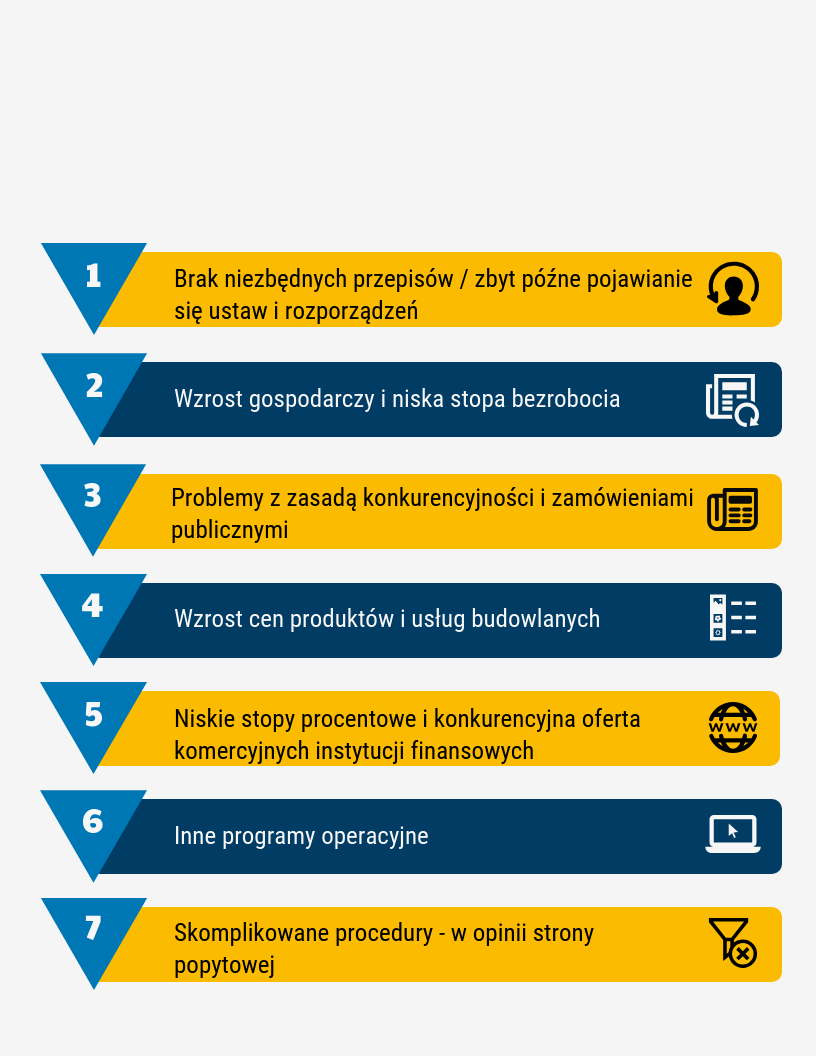 1
Brak niezbędnych przepisów / zbyt późne pojawianie
się ustaw i rozporządzeń
2
Wzrost gospodarczy i niska stopa bezrobocia
3
Problemy z zasadą konkurencyjności i zamówieniami
publicznymi
4
Wzrost cen produktów i usług budowlanych
5
Niskie stopy procentowe i konkurencyjna oferta
komercyjnych instytucji finansowych
WWW
6
Inne programy operacyjne
7
Skomplikowane procedury - w opinii strony
popytowej